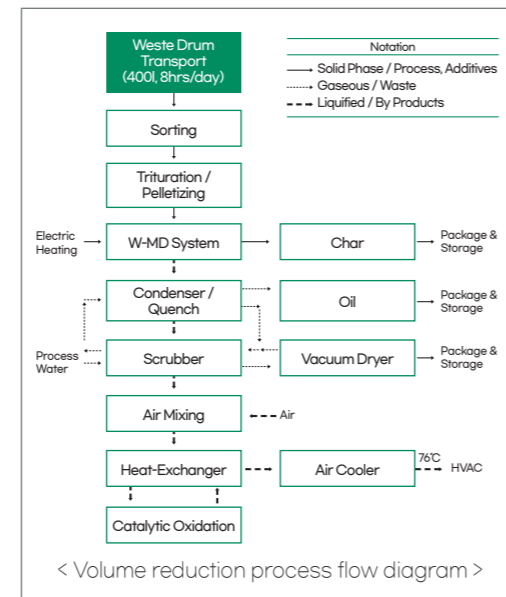 Weste Drum
Transport
(400l, 8hrs/day)
Notation
Solid Phase / Process, Additives
Gaseous / Waste
Liquified / By Products
Sorting
Trituration /
Pelletizing
Electric
Heating
W-MD System
Char
Package &
Storage
Condenser /
Quench
Oil
Package &
Storage
Process
Water
Scrubber
Vacuum Dryer
Package &
Storage
Air Mixing
Air
Heat-Exchanger
Air Cooler
76℃
HVAC
Catalytic Oxidation
< Volume reduction process flow diagram >